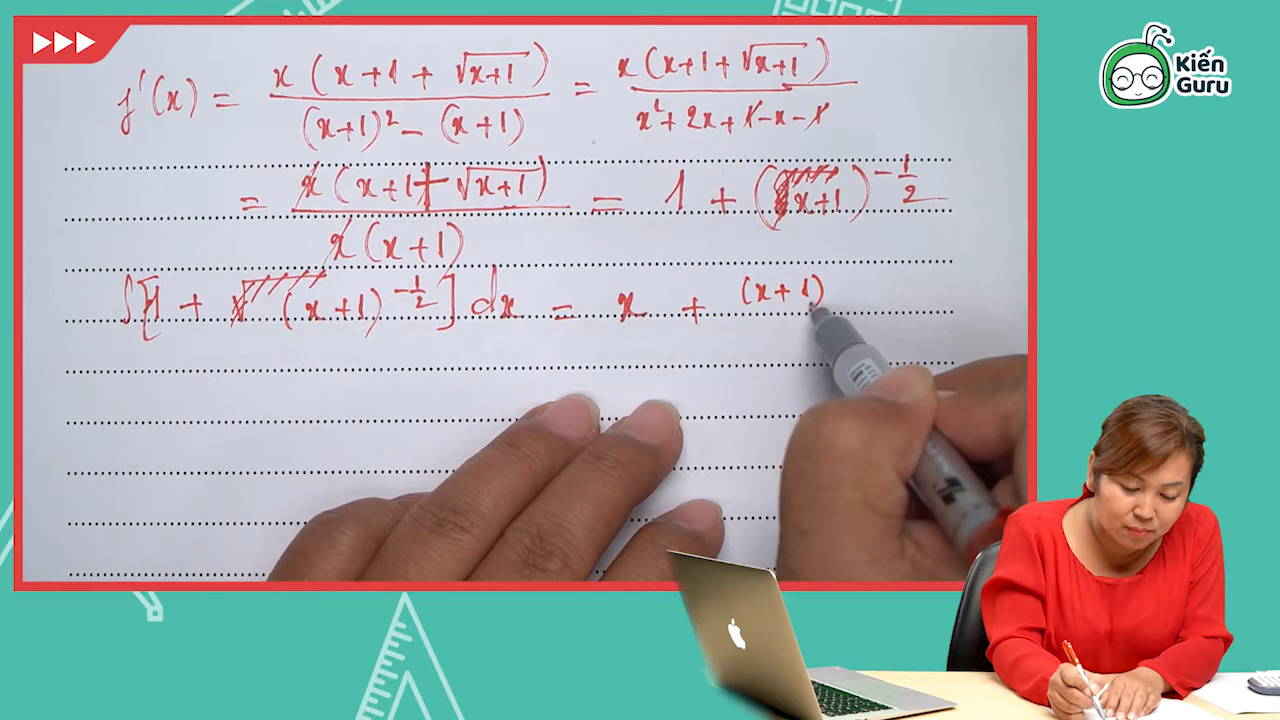 Kiến
Guru
f'(x) = x(x+1+√(x+1)) / ((x+1)² - (x+1)) = x(x+1+√(x+1)) / (x²+2x+1-x-1)
= x(x+1+√(x+1)) / (x(x+1)) = 1 + (x+1)^(-1/2)
∫[1 + (x+1)^(-1/2)] dx = x + (x+1)